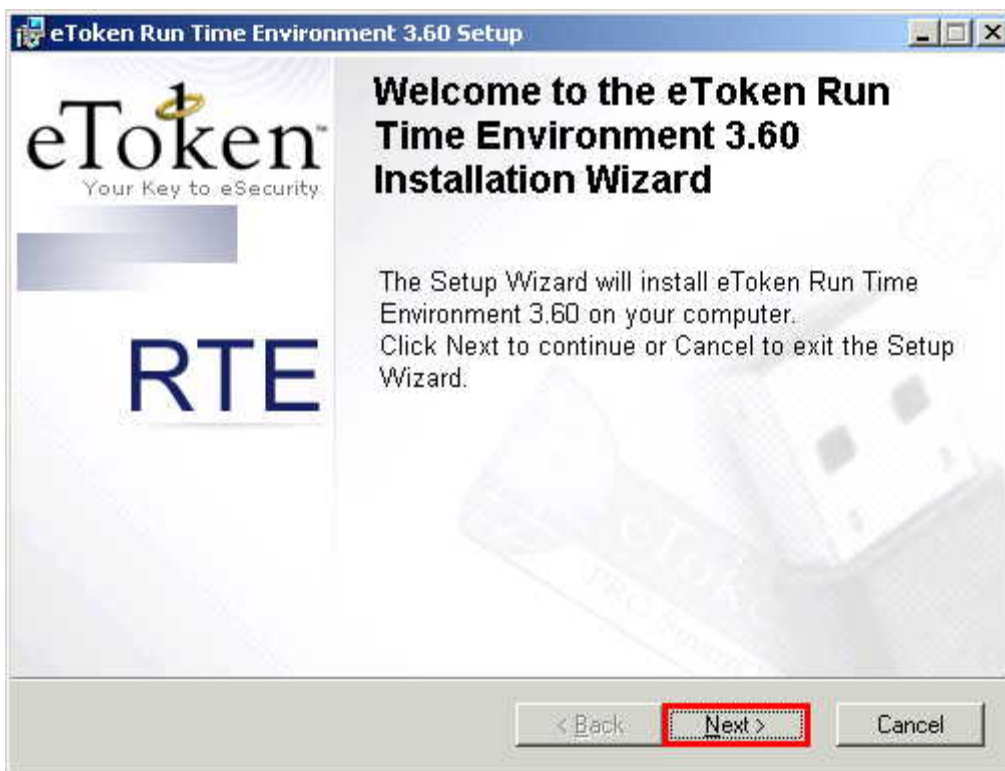 eToken Run Time Environment 3.60 Setup
eToken™
Your Key to eSecurity
RTE
Welcome to the eToken Run
Time Environment 3.60
Installation Wizard
The Setup Wizard will install eToken Run Time
Environment 3.60 on your computer.
Click Next to continue or Cancel to exit the Setup
Wizard.
PRO
< Back
Next >
Cancel